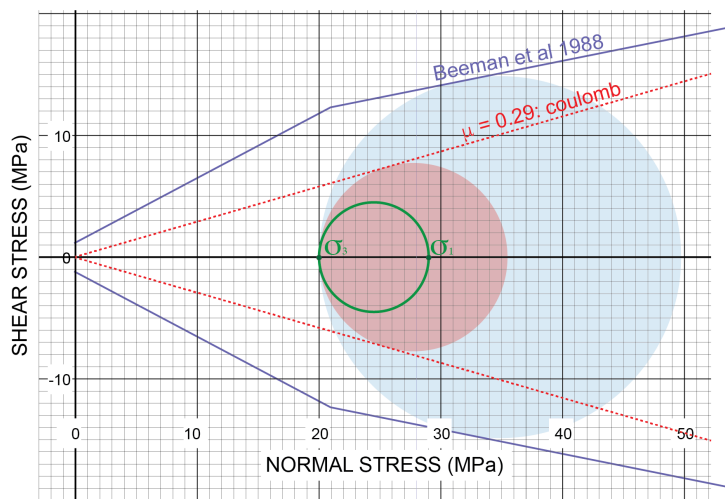 Beeman et al 1988
μ = 0.29: coulomb
SHEAR STRESS (MPa)
10
0
-10
σ3
σ1
0
10
20
30
40
50
NORMAL STRESS (MPa)